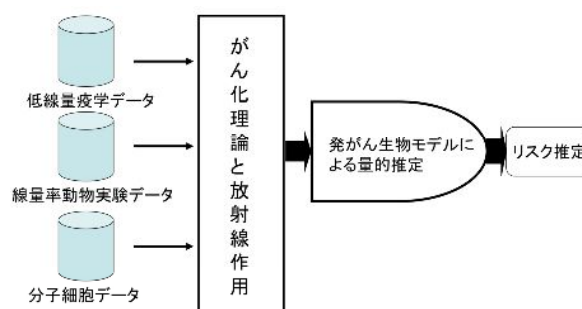 低線量疫学データ
線量率動物実験データ
分子細胞データ
がん化理論と放射線作用
発がん生物モデルに
よる量的推定
リスク推定